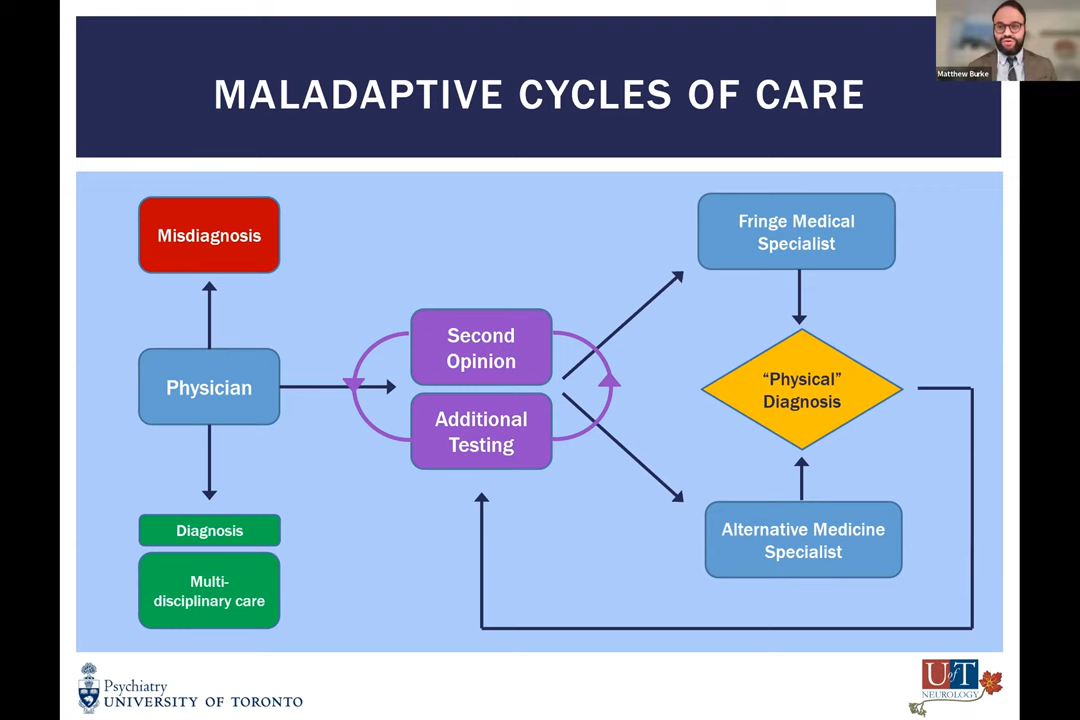 MALADAPTIVE CYCLES OF CARE
Matthew Burke
Misdiagnosis
Physician
Diagnosis
Multi-
disciplinary care
Second
Opinion
Additional
Testing
Fringe Medical
Specialist
“Physical”
Diagnosis
Alternative Medicine
Specialist
Psychiatry
UNIVERSITY OF TORONTO
U of T
NEUROLOGY